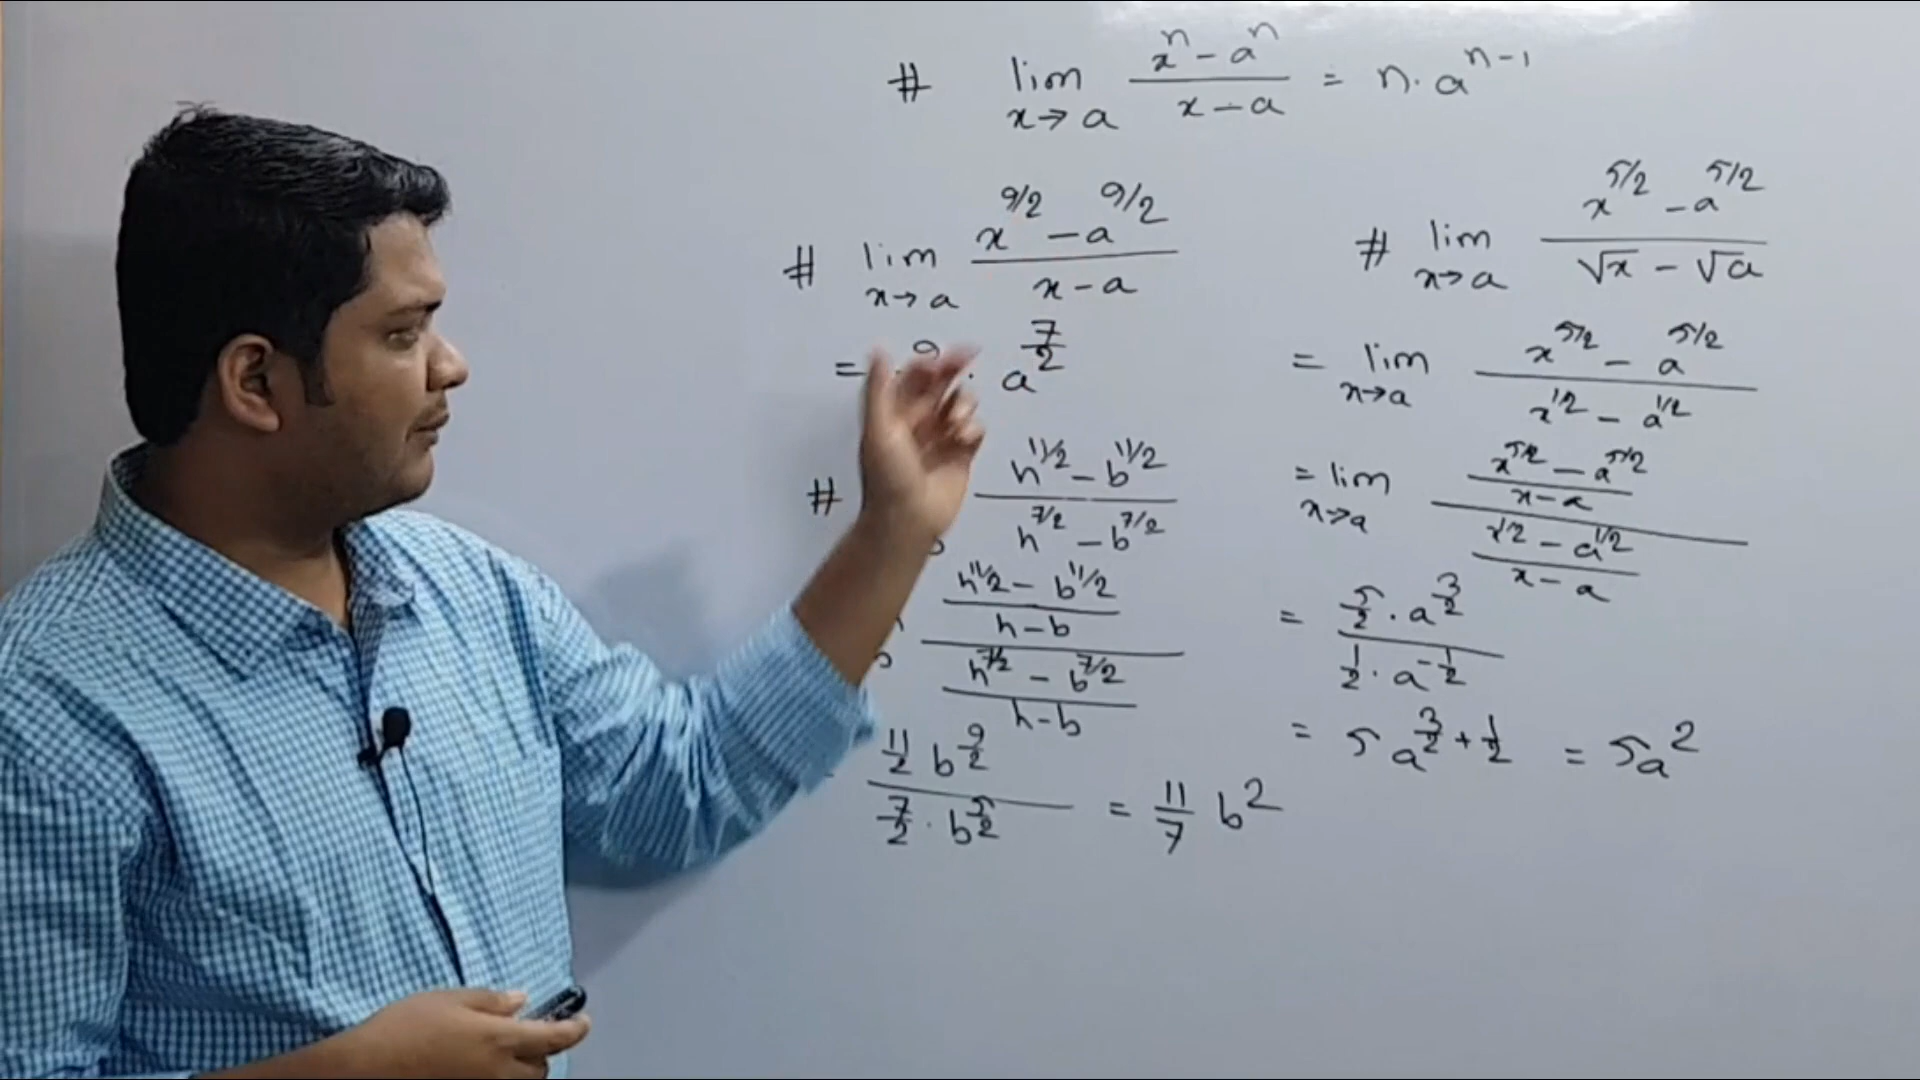 # lim x→a (x^n - a^n)/(x - a) = n · a^(n-1)
# lim x→a (x^(9/2) - a^(9/2))/(x - a)
= 9 · a^(7/2)
# (h^(11/2) - b^(11/2))/(h^(7/2) - b^(7/2))
((h^(11/2) - b^(11/2))/(h - b))/((h^(7/2) - b^(7/2))/(h - b))
(11/2 b^(9/2))/(7/2 · b^(5/2)) = 11/7 b^2
# lim x→a (x^(5/2) - a^(5/2))/(√x - √a)
= lim x→a (x^(5/2) - a^(5/2))/(x^(1/2) - a^(1/2))
= lim x→a ((x^(5/2) - a^(5/2))/(x - a))/((x^(1/2) - a^(1/2))/(x - a))
= (5/2 · a^(3/2))/(1/2 · a^(-1/2))
= 5 a^(3/2 + 1/2) = 5a^2